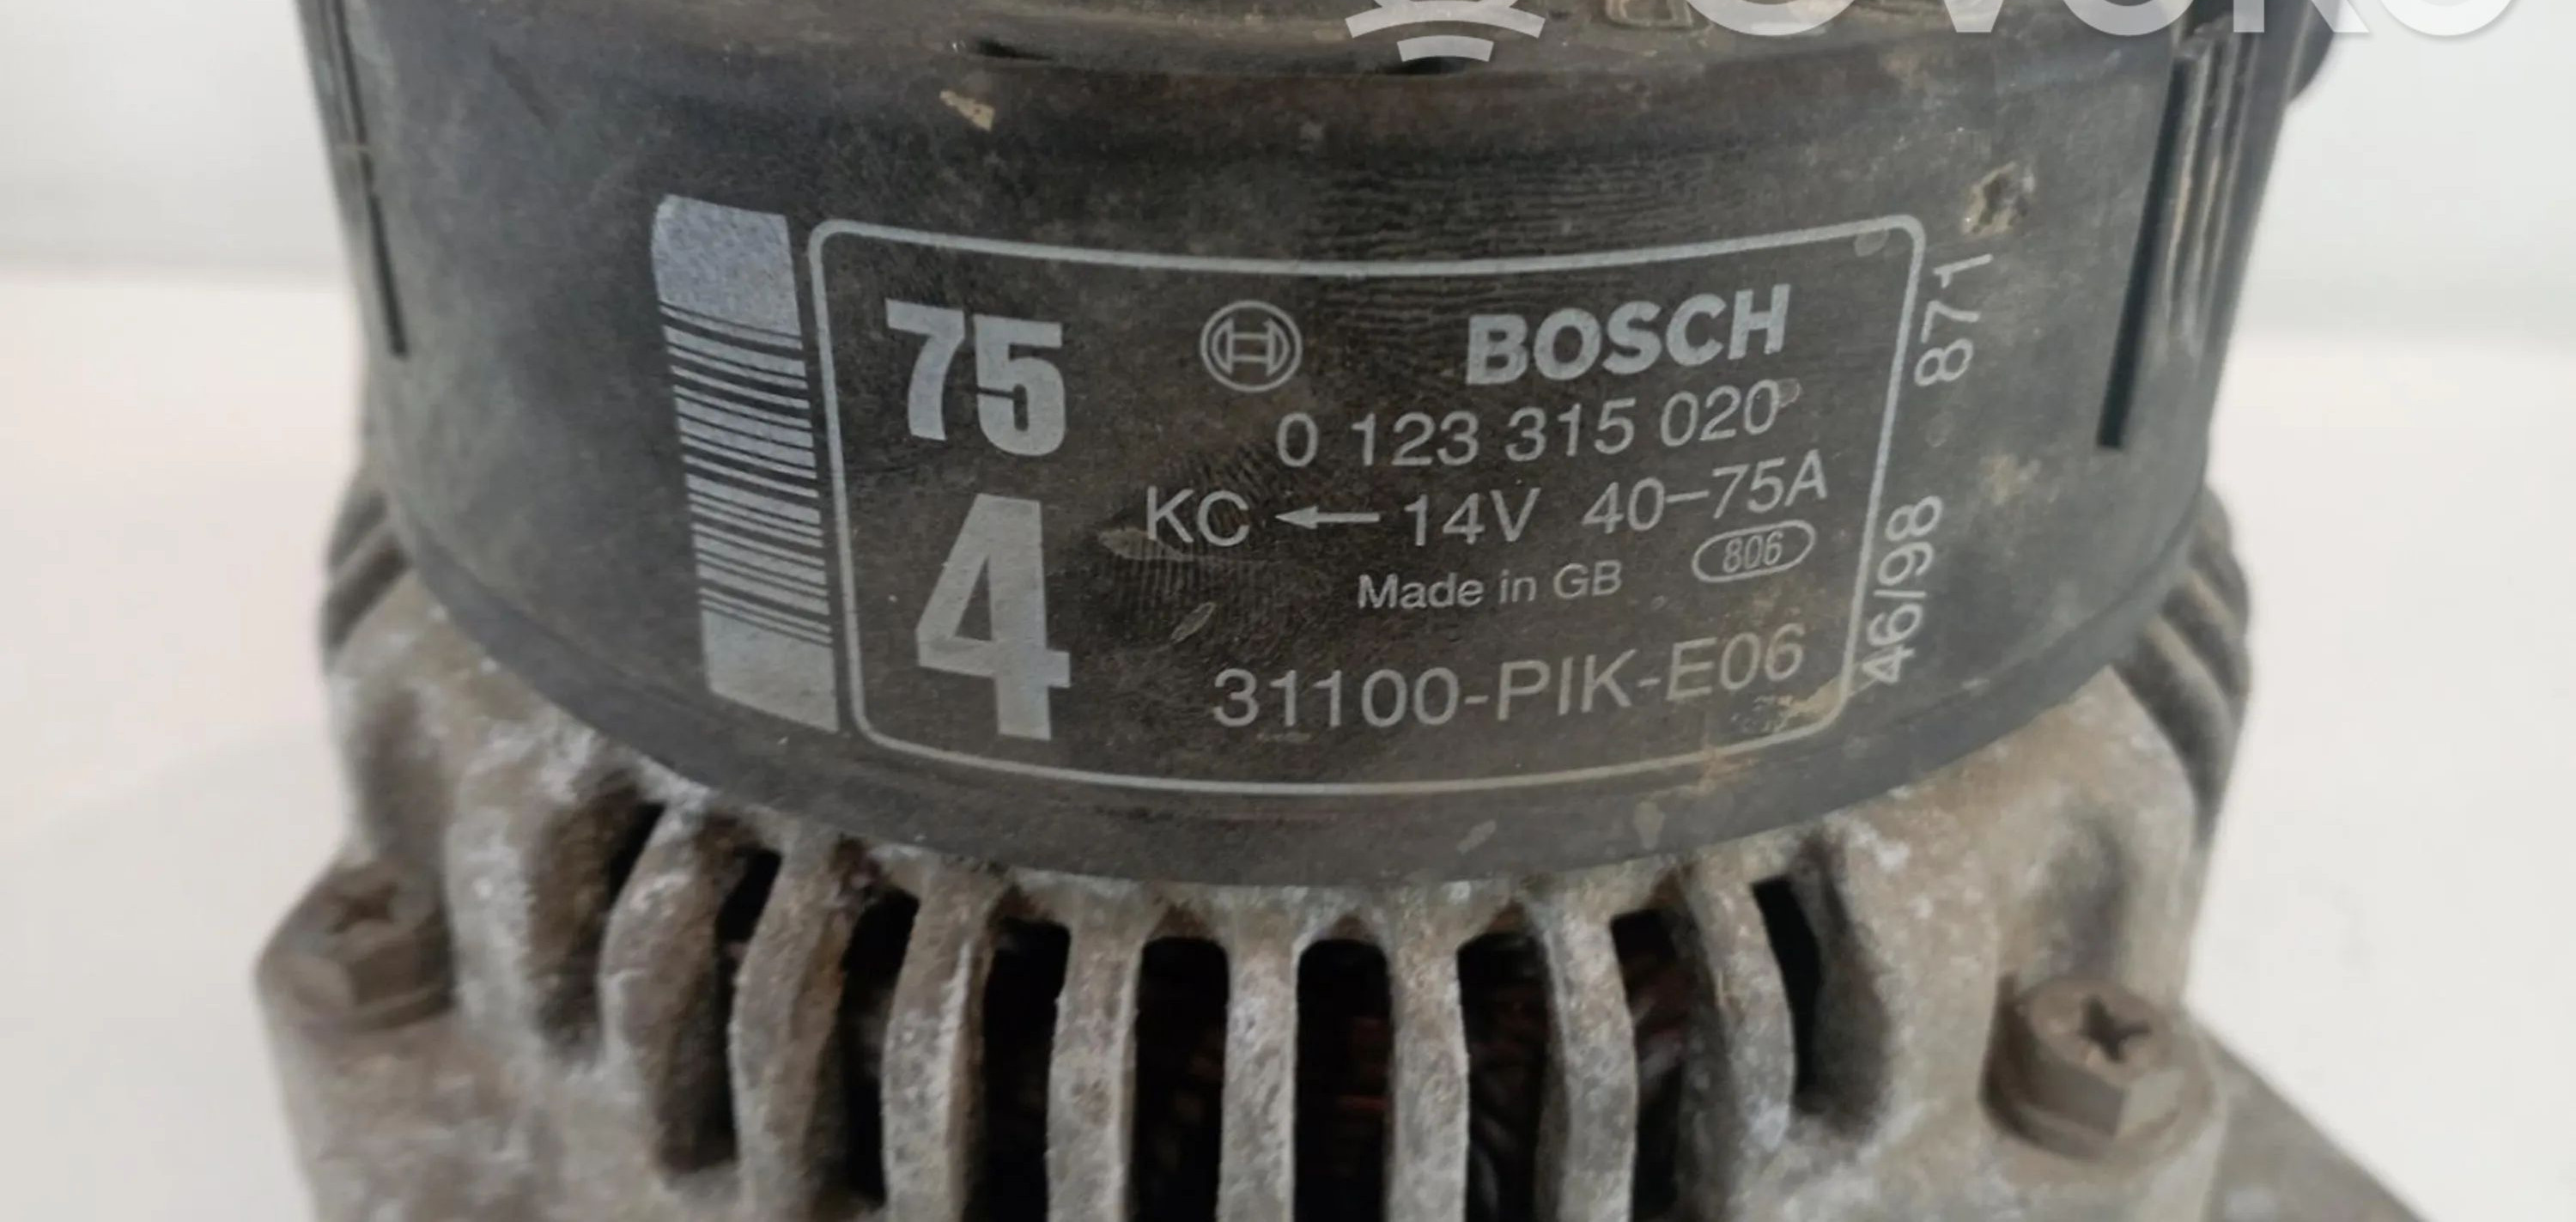 OVOKO
75
BOSCH
0 123 315 020
KC ← 14V 40–75A
4
Made in GB 806
31100-PIK-E06
46/98 871